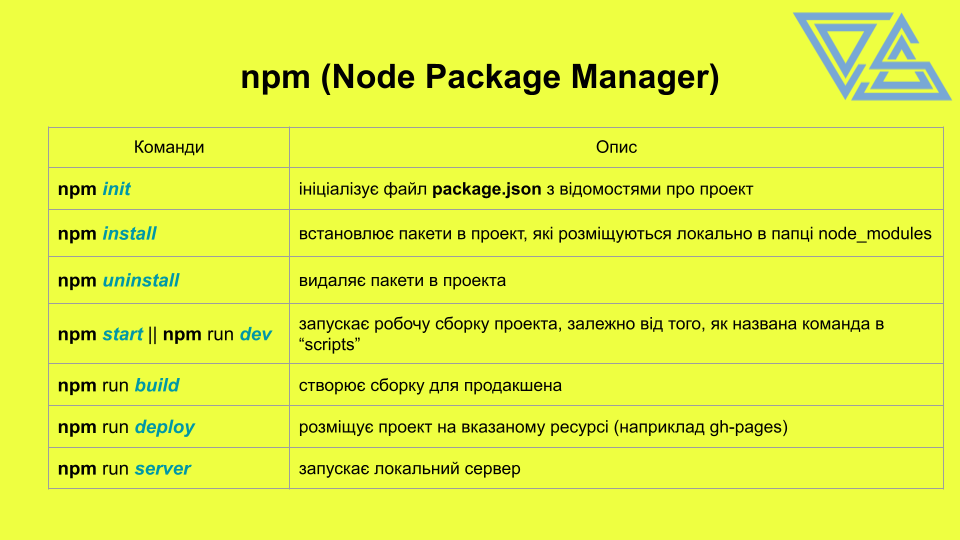 npm (Node Package Manager)
Команди
Опис
npm init
ініціалізує файл package.json з відомостями про проект
npm install
встановлює пакети в проект, які розміщуються локально в папці node_modules
npm uninstall
видаляє пакети в проекта
npm start || npm run dev
запускає робочу сборку проекта, залежно від того, як названа команда в
“scripts”
npm run build
створює сборку для продакшена
npm run deploy
розміщує проект на вказаному ресурсі (наприклад gh-pages)
npm run server
запускає локальний сервер